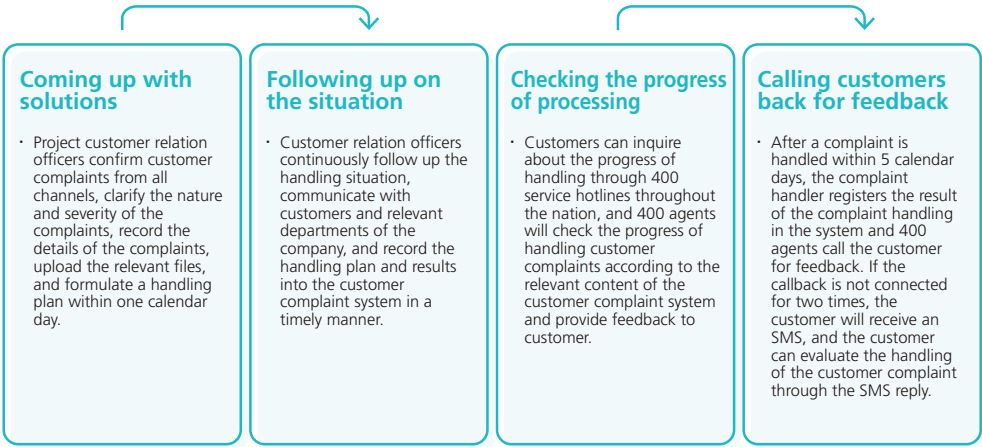 Coming up with
solutions
· Project customer relation
officers confirm customer
complaints from all
channels, clarify the nature
and severity of the
complaints, record the
details of the complaints,
upload the relevant files,
and formulate a handling
plan within one calendar
day.
Following up on
the situation
· Customer relation officers
continuously follow up the
handling situation,
communicate with
customers and relevant
departments of the
company, and record the
handling plan and results
into the customer
complaint system in a
timely manner.
Checking the progress
of processing
· Customers can inquire
about the progress of
handling through 400
service hotlines throughout
the nation, and 400 agents
will check the progress of
handling customer
complaints according to the
relevant content of the
customer complaint system
and provide feedback to
customer.
Calling customers
back for feedback
· After a complaint is
handled within 5 calendar
days, the complaint
handler registers the result
of the complaint handling
in the system and 400
agents call the customer
for feedback. If the
callback is not connected
for two times, the
customer will receive an
SMS, and the customer
can evaluate the handling
of the customer complaint
through the SMS reply.